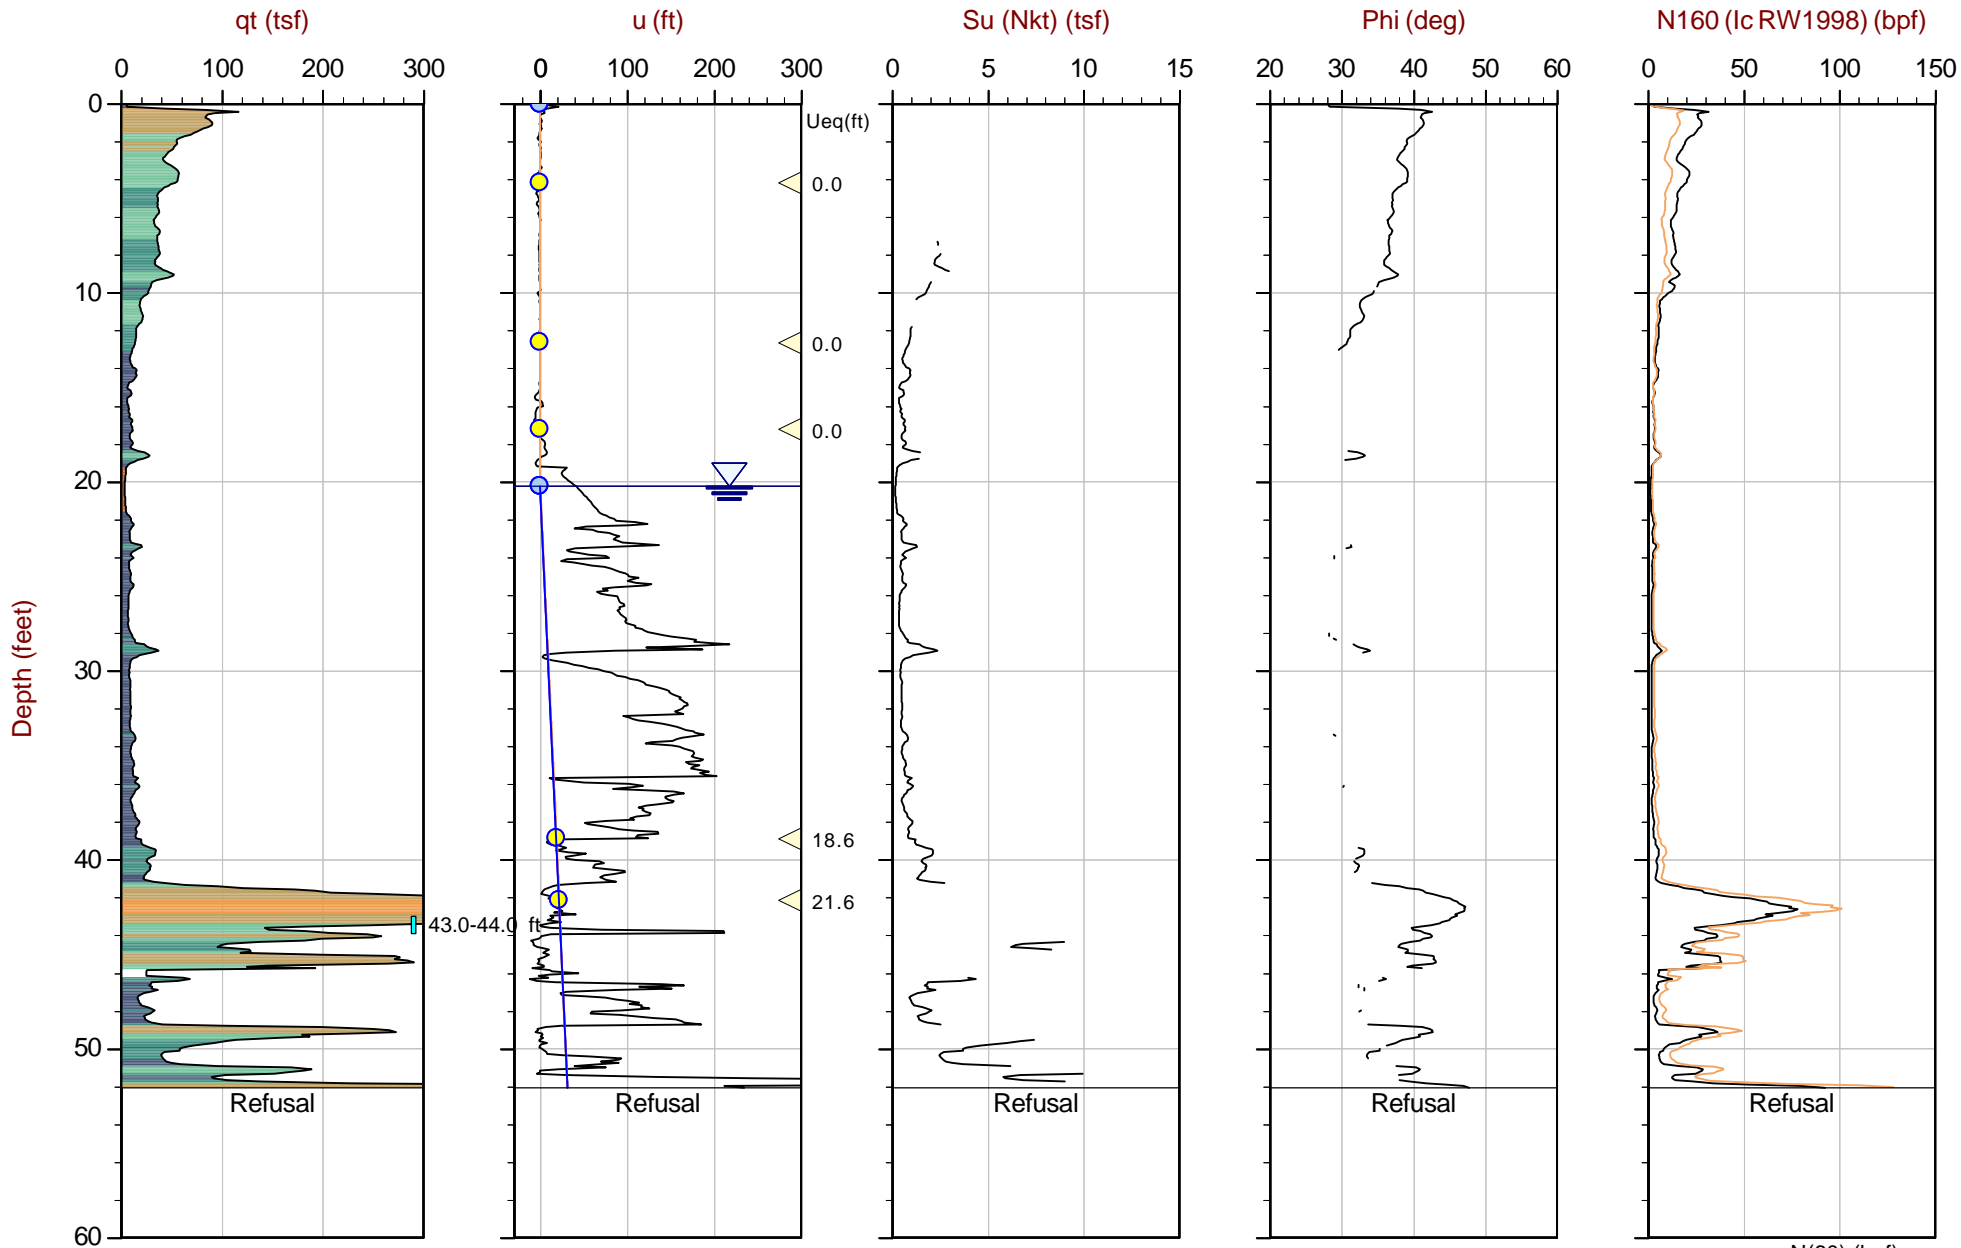 qt (tsf)
u (ft)
Su (Nkt) (tsf)
Phi (deg)
N160 (Ic RW1998) (bpf)
0 100 200 300
0 0 100 200 300
0 5 10 15
20 30 40 50 60
0 50 100 150
Depth (feet)
0
10
20
30
40
50
60
Ueq(ft)
0.0
0.0
0.0
18.6
21.6
43.0-44.0 ft
Refusal
Refusal
Refusal
Refusal
Refusal